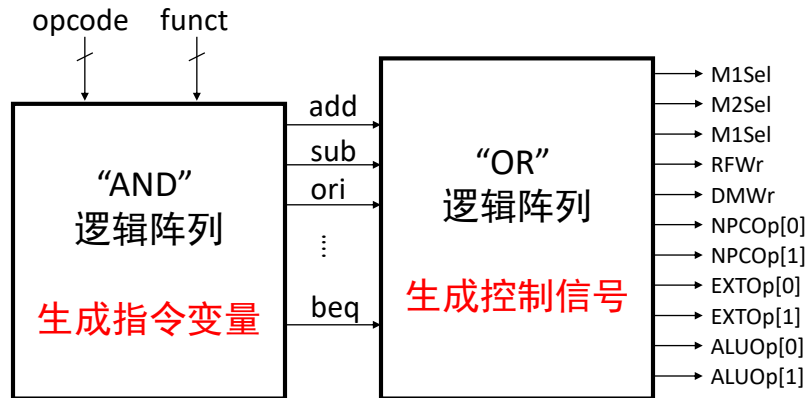 opcode funct
“AND”
逻辑阵列
生成指令变量
add
sub
ori
....
beq
“OR”
逻辑阵列
生成控制信号
M1Sel
M2Sel
M1Sel
RFWr
DMWr
NPCOp[0]
NPCOp[1]
EXTOp[0]
EXTOp[1]
ALUOp[0]
ALUOp[1]